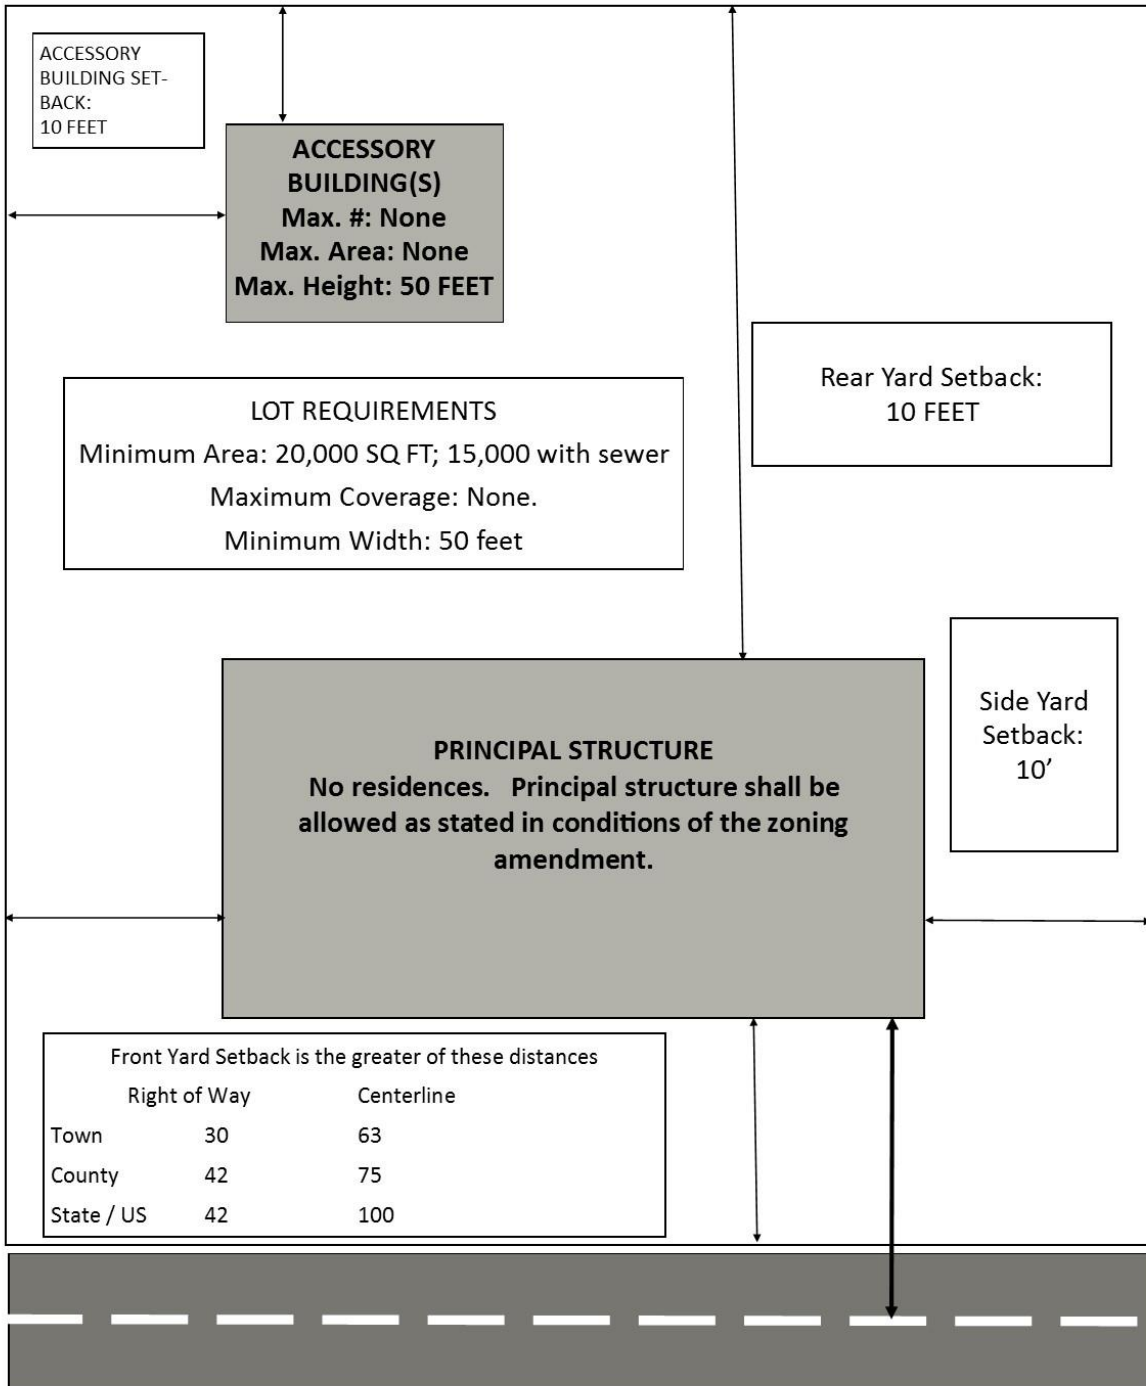 ACCESSORY
BUILDING SET-
BACK:
10 FEET
ACCESSORY
BUILDING(S)
Max. #: None
Max. Area: None
Max. Height: 50 FEET
Rear Yard Setback:
10 FEET
LOT REQUIREMENTS
Minimum Area: 20,000 SQ FT; 15,000 with sewer
Maximum Coverage: None.
Minimum Width: 50 feet
Side Yard
Setback:
10’
PRINCIPAL STRUCTURE
No residences. Principal structure shall be
allowed as stated in conditions of the zoning
amendment.
Front Yard Setback is the greater of these distances
Right of Way Centerline
Town 30 63
County 42 75
State / US 42 100